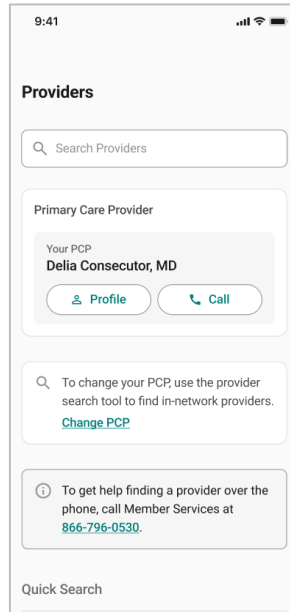 9:41
Providers
Search Providers
Primary Care Provider
Your PCP
Delia Consecutor, MD
Profile
Call
To change your PCP, use the provider
search tool to find in-network providers.
Change PCP
To get help finding a provider over the
phone, call Member Services at
866-796-0530.
Quick Search